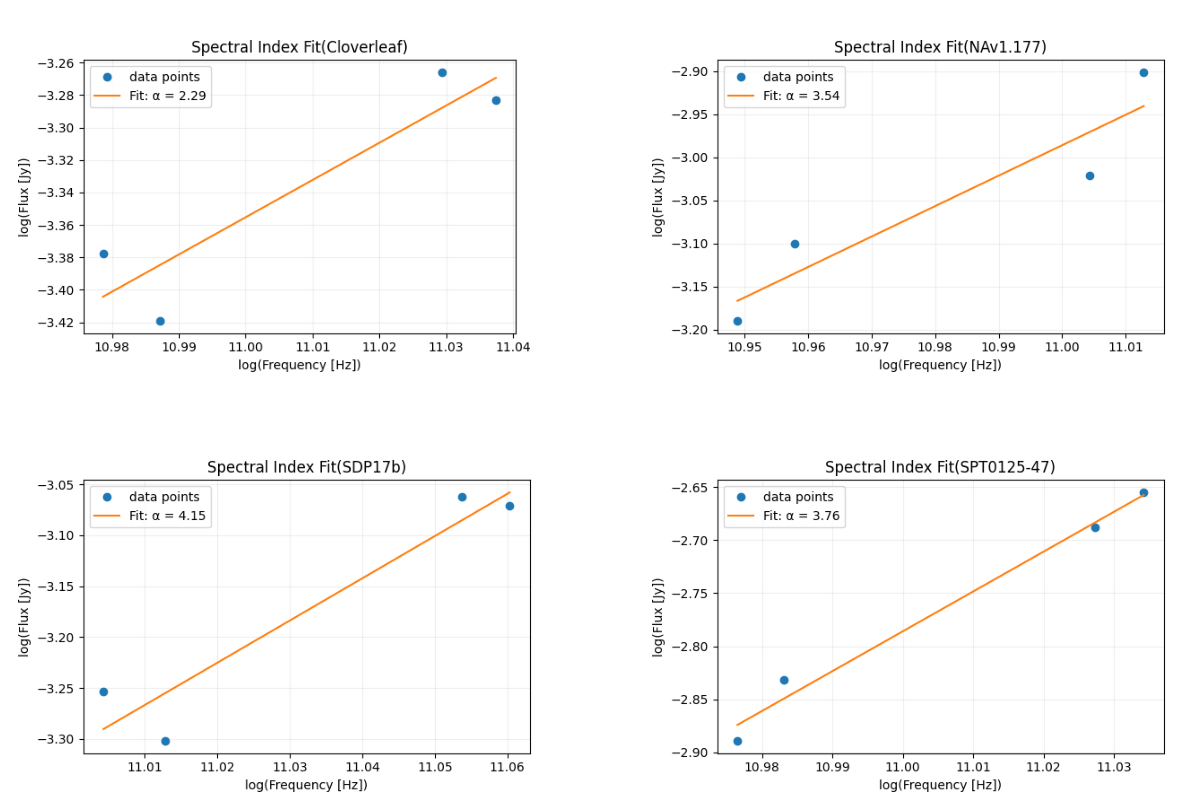 Spectral Index Fit(Cloverleaf)
data points
Fit: α = 2.29
−3.26
−3.28
−3.30
−3.32
−3.34
−3.36
−3.38
−3.40
−3.42
log(Flux [Jy])
10.98 10.99 11.00 11.01 11.02 11.03 11.04
log(Frequency [Hz])
Spectral Index Fit(NAv1.177)
data points
Fit: α = 3.54
−2.90
−2.95
−3.00
−3.05
−3.10
−3.15
−3.20
log(Flux [Jy])
10.95 10.96 10.97 10.98 10.99 11.00 11.01
log(Frequency [Hz])
Spectral Index Fit(SDP17b)
data points
Fit: α = 4.15
−3.05
−3.10
−3.15
−3.20
−3.25
−3.30
log(Flux [Jy])
11.01 11.02 11.03 11.04 11.05 11.06
log(Frequency [Hz])
Spectral Index Fit(SPT0125-47)
data points
Fit: α = 3.76
−2.65
−2.70
−2.75
−2.80
−2.85
−2.90
log(Flux [Jy])
10.98 10.99 11.00 11.01 11.02 11.03
log(Frequency [Hz])